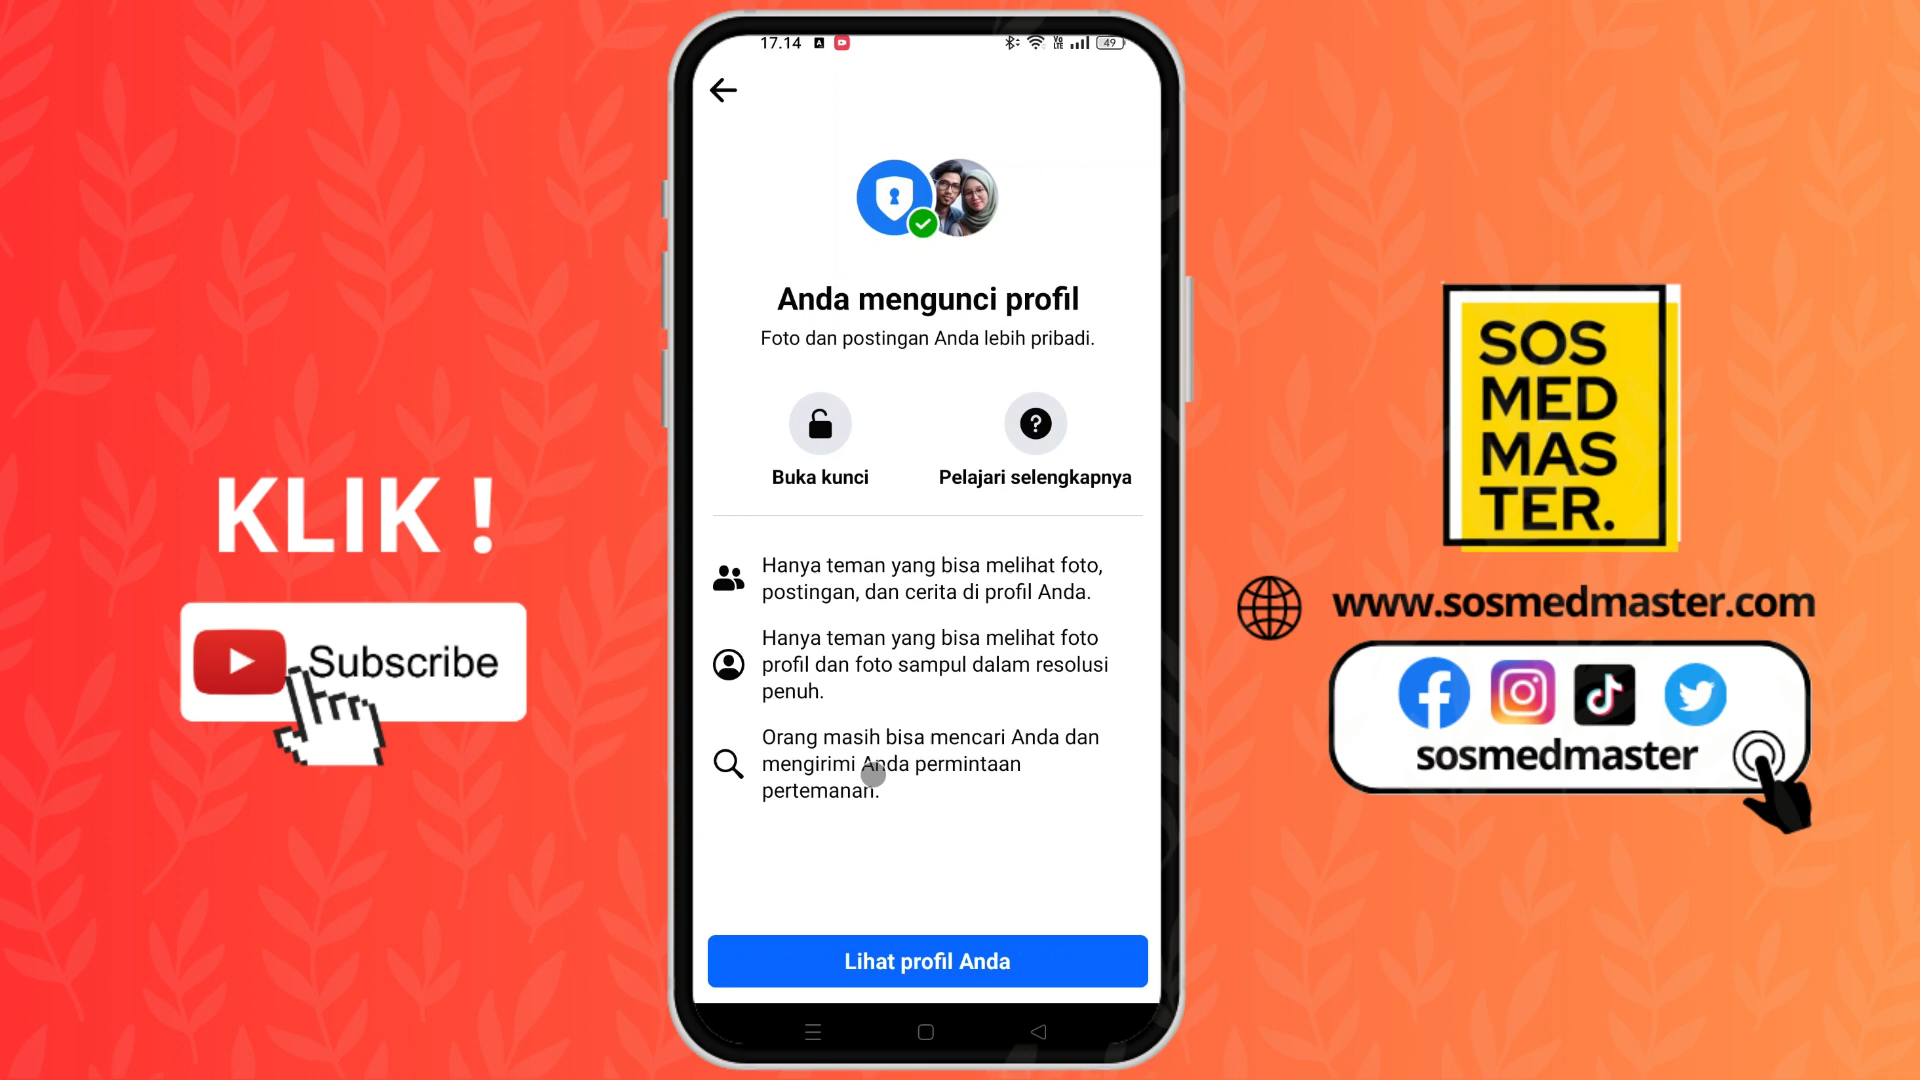 17.14
49
Anda mengunci profil
Foto dan postingan Anda lebih pribadi.
Buka kunci
Pelajari selengkapnya
Hanya teman yang bisa melihat foto,
postingan, dan cerita di profil Anda.
Hanya teman yang bisa melihat foto
profil dan foto sampul dalam resolusi
penuh.
Orang masih bisa mencari Anda dan
mengirimi Anda permintaan
pertemanan.
Lihat profil Anda
KLIK !
Subscribe
SOS
MED
MAS
TER.
www.sosmedmaster.com
sosmedmaster